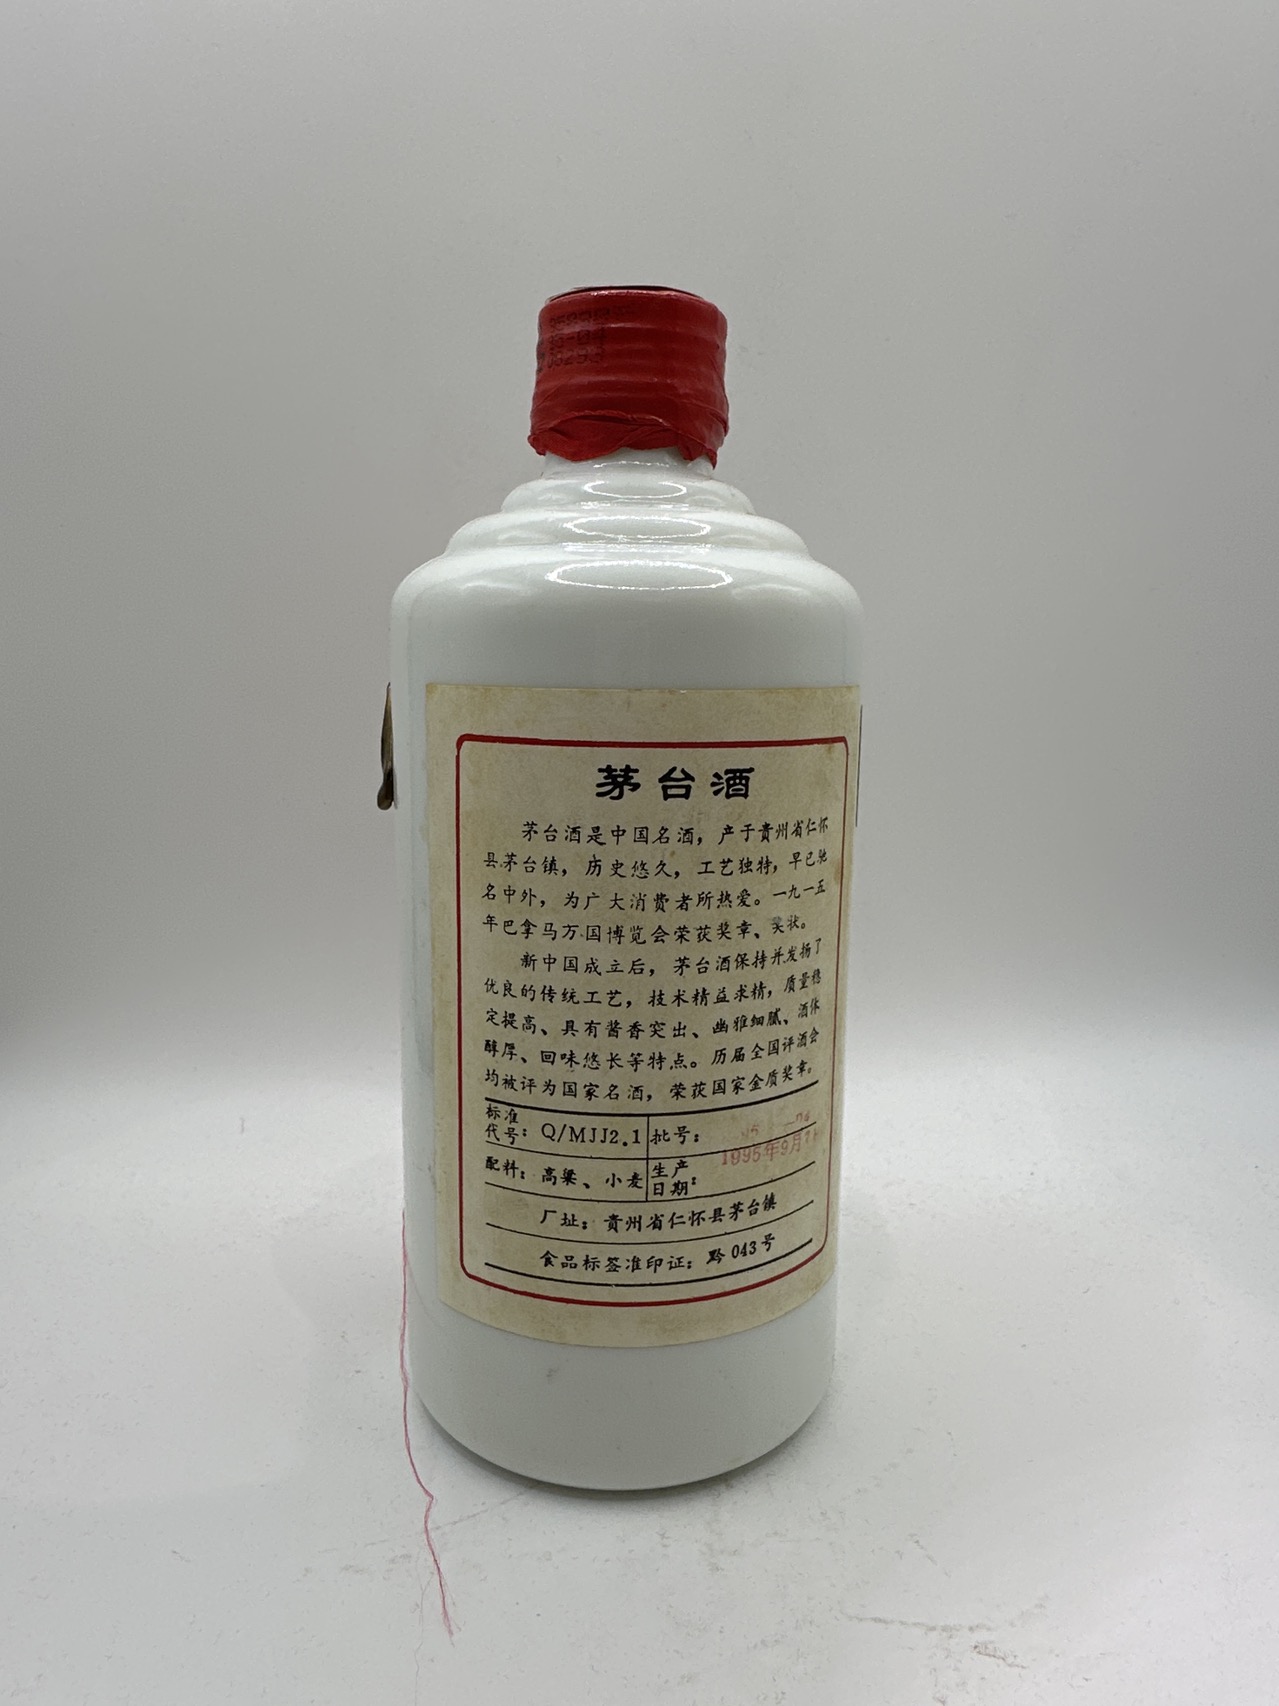 茅台酒
茅台酒是中国名酒，产于贵州省仁怀
县茅台镇，历史悠久，工艺独特，早已驰
名中外，为广大消费者所热爱。一九一五
年巴拿马万国博览会荣获奖章、奖状。
新中国成立后，茅台酒保持并发扬了
优良的传统工艺，技术精益求精，质量稳
定提高、具有酱香突出、幽雅细腻、酒体
醇厚、回味悠长等特点。历届全国评酒会
均被评为国家名酒，荣获国家金质奖章。
标准代号：Q/MJJ2.1 批号：
配料：高粱、小麦 生产日期： 1995年9月
厂址：贵州省仁怀县茅台镇
食品标签准印证：黔043号